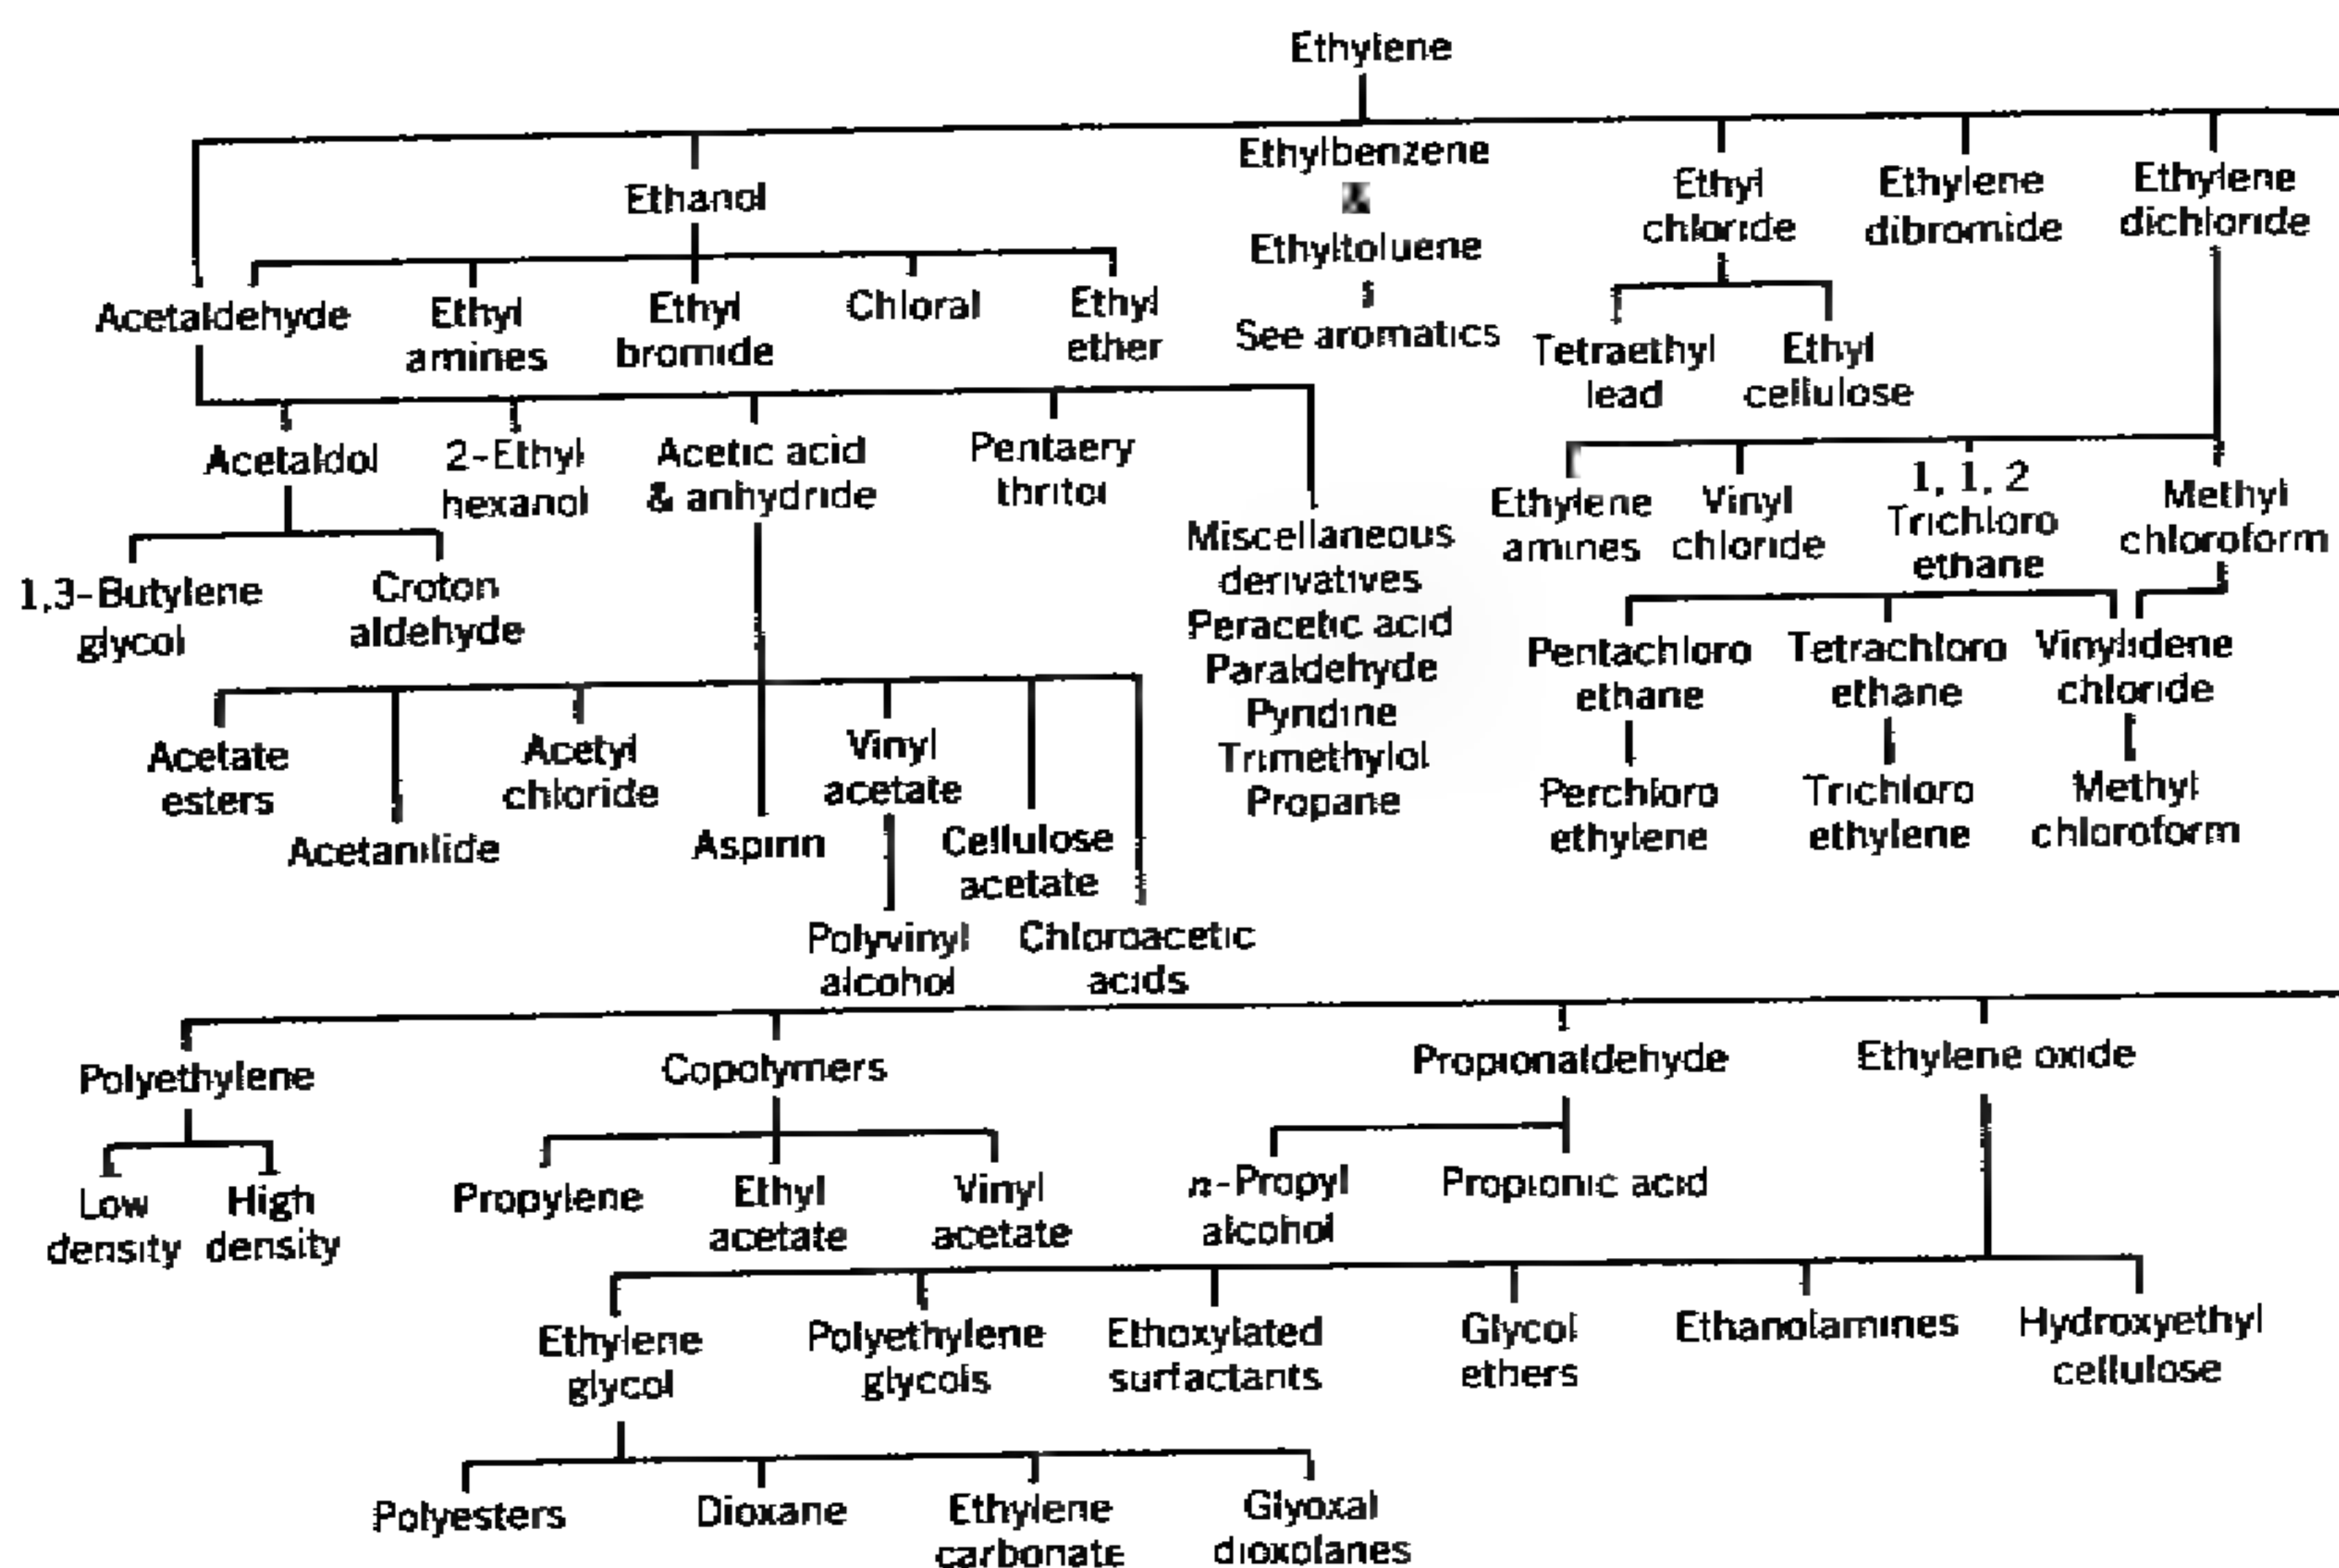 Ethylene
Ethylbenzene
&
Ethyltoluene
See aromatics
Ethanol
Ethyl
chloride
Ethylene
dibromide
Ethylene
dichloride
Acetaldehyde
Ethyl
amines
Ethyl
bromide
Chloral
Ethyl
ether
Tetraethyl
lead
Ethyl
cellulose
Acetaldol
2-Ethyl
hexanol
Acetic acid
& anhydride
Pentaery
thritol
Miscellaneous
derivatives
Peracetic acid
Paraldehyde
Pyridine
Trimethylol
Propane
Ethylene
amines
Vinyl
chloride
1, 1, 2
Trichloro
ethane
Methyl
chloroform
1,3-Butylene
glycol
Croton
aldehyde
Pentachloro
ethane
Tetrachloro
ethane
Vinylidene
chloride
Perchloro
ethylene
Trichloro
ethylene
Methyl
chloroform
Acetate
esters
Acetanilide
Acetyl
chloride
Aspirin
Vinyl
acetate
Cellulose
acetate
Polyvinyl
alcohol
Chloroacetic
acids
Polyethylene
Copolymers
Propionaldehyde
Ethylene oxide
Low
density
High
density
Propylene
Ethyl
acetate
Vinyl
acetate
n-Propyl
alcohol
Propionic acid
Ethylene
glycol
Polyethylene
glycols
Ethoxylated
surfactants
Glycol
ethers
Ethanolamines
Hydroxyethyl
cellulose
Polyesters
Dioxane
Ethylene
carbonate
Glyoxal
dioxolanes